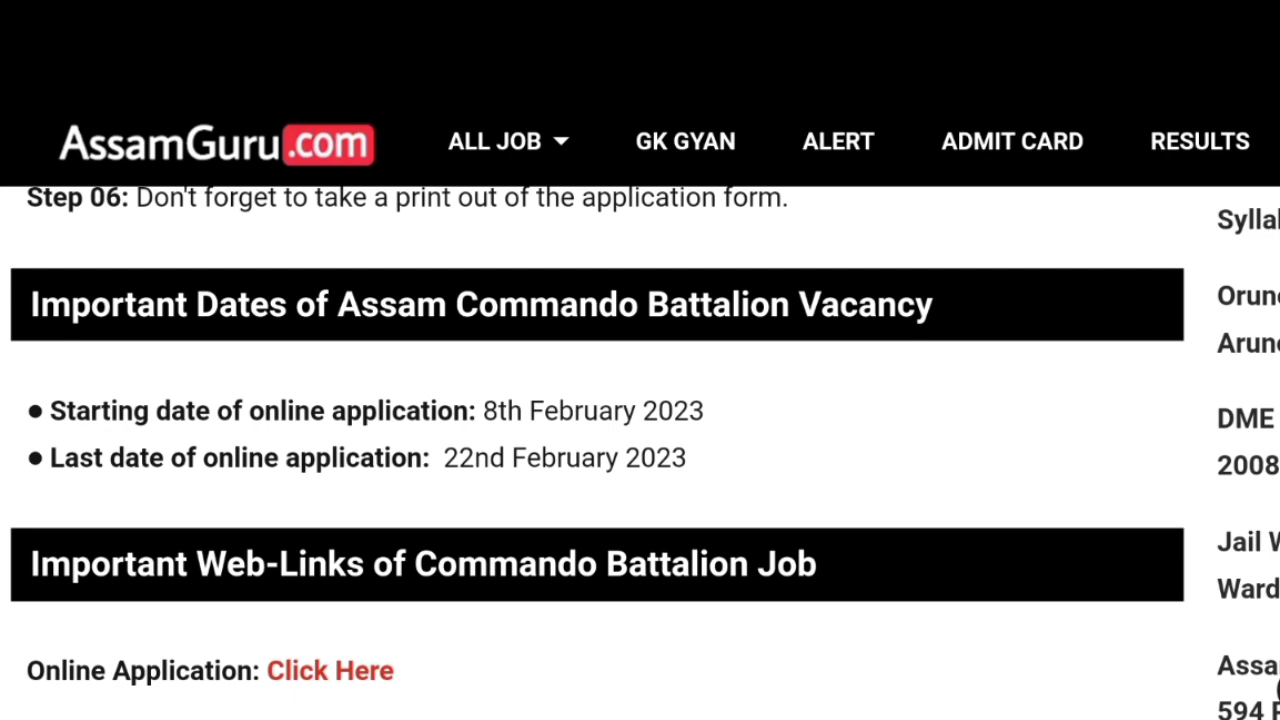 AssamGuru.com
ALL JOB GK GYAN ALERT ADMIT CARD RESULTS
Step 06: Don't forget to take a print out of the application form.
Important Dates of Assam Commando Battalion Vacancy
● Starting date of online application: 8th February 2023
● Last date of online application: 22nd February 2023
Important Web-Links of Commando Battalion Job
Online Application: Click Here
DME
2008
Jail
594